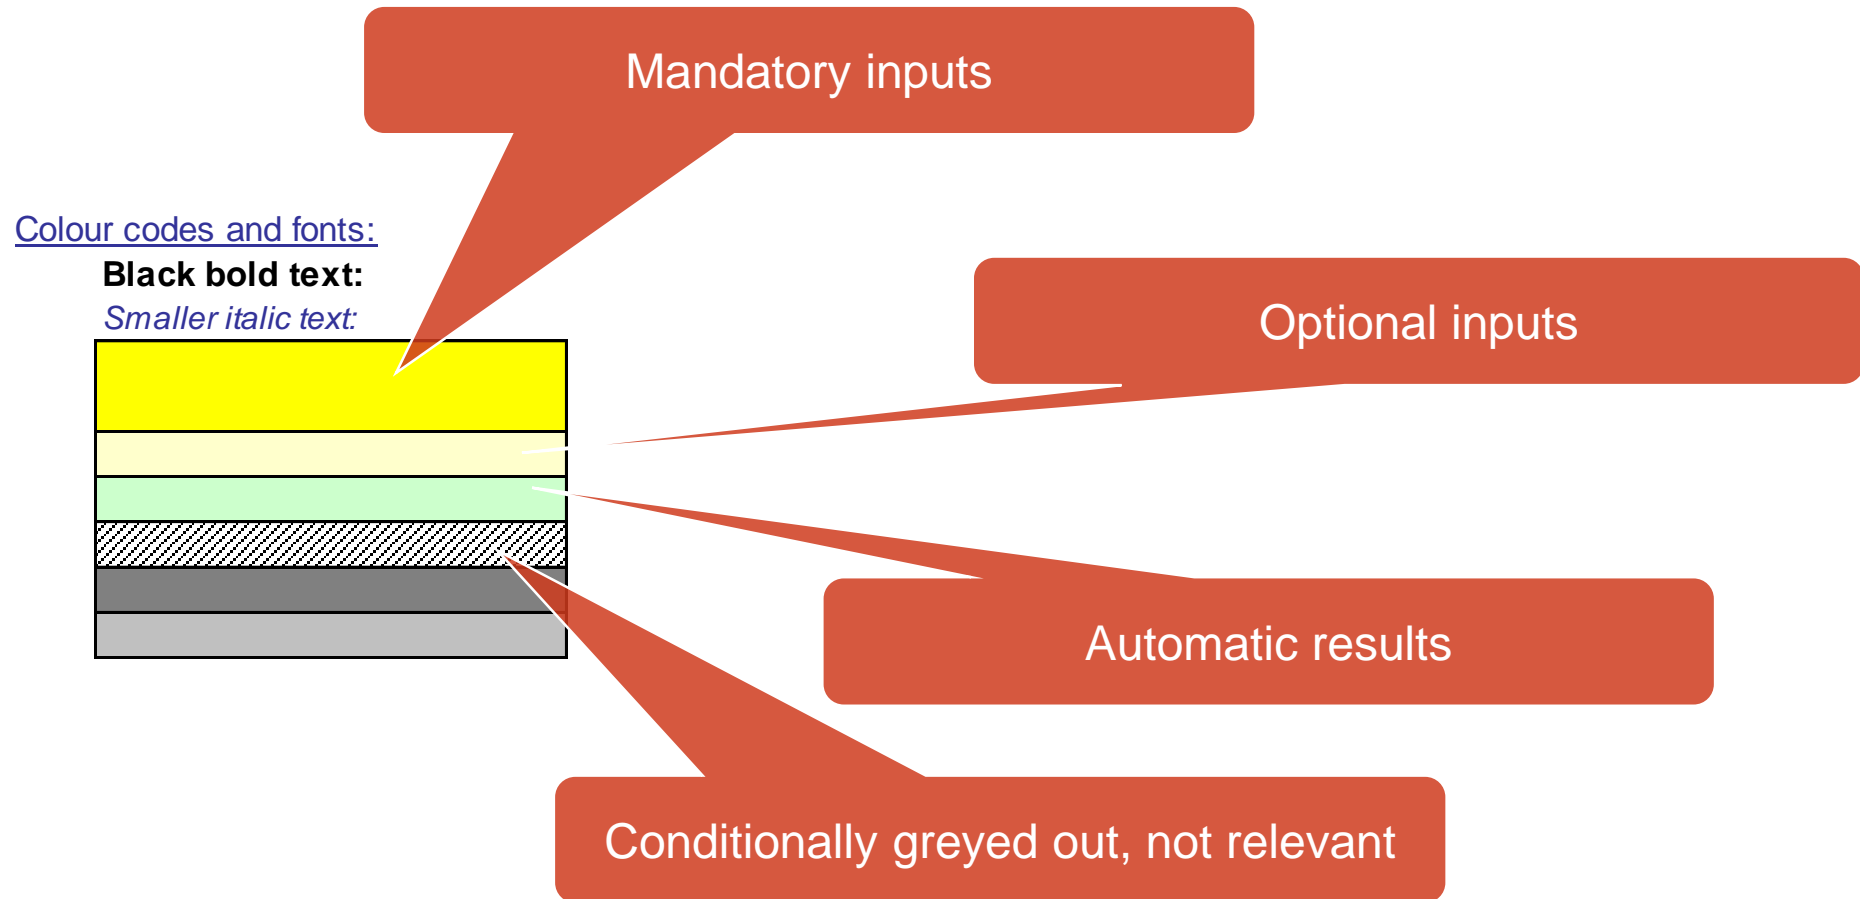 Mandatory inputs
Colour codes and fonts:
Black bold text:
Smaller italic text:
Optional inputs
Automatic results
Conditionally greyed out, not relevant